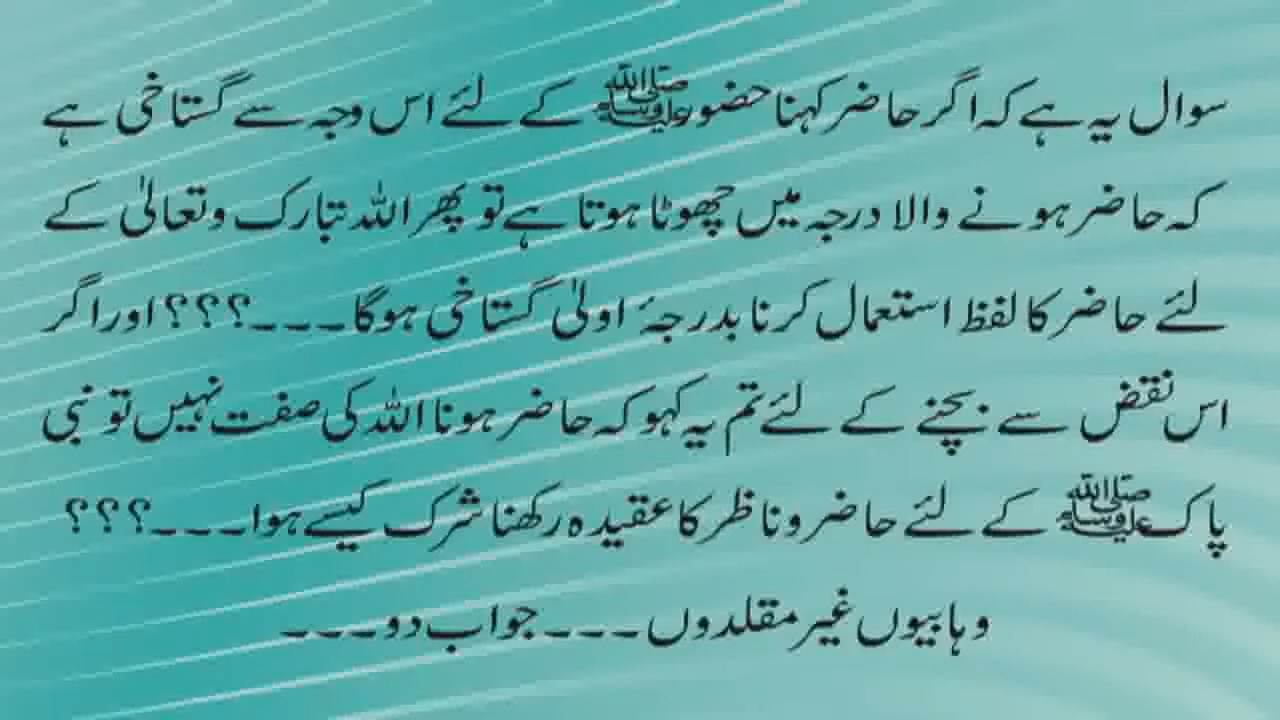 سوال یہ ہے کہ اگر حاضر کہنا حضور ﷺ کے لئے اس وجہ سے گستاخی ہے
کہ حاضر ہونے والا درجہ میں چھوٹا ہوتا ہے تو پھر اللہ تبارک وتعالیٰ کے
لئے حاضر کا لفظ استعمال کرنا بدرجۂ اولیٰ گستاخی ہوگا۔۔۔؟؟؟ اور اگر
اس نقض سے بچنے کے لئے تم یہ کہو کہ حاضر ہونا اللہ کی صفت نہیں تو نبی
پاک ﷺ کے لئے حاضر و ناظر کا عقیدہ رکھنا شرک کیسے ہوا۔۔۔؟؟؟
وہابیوں غیر مقلدوں۔۔۔۔جواب دو۔۔۔